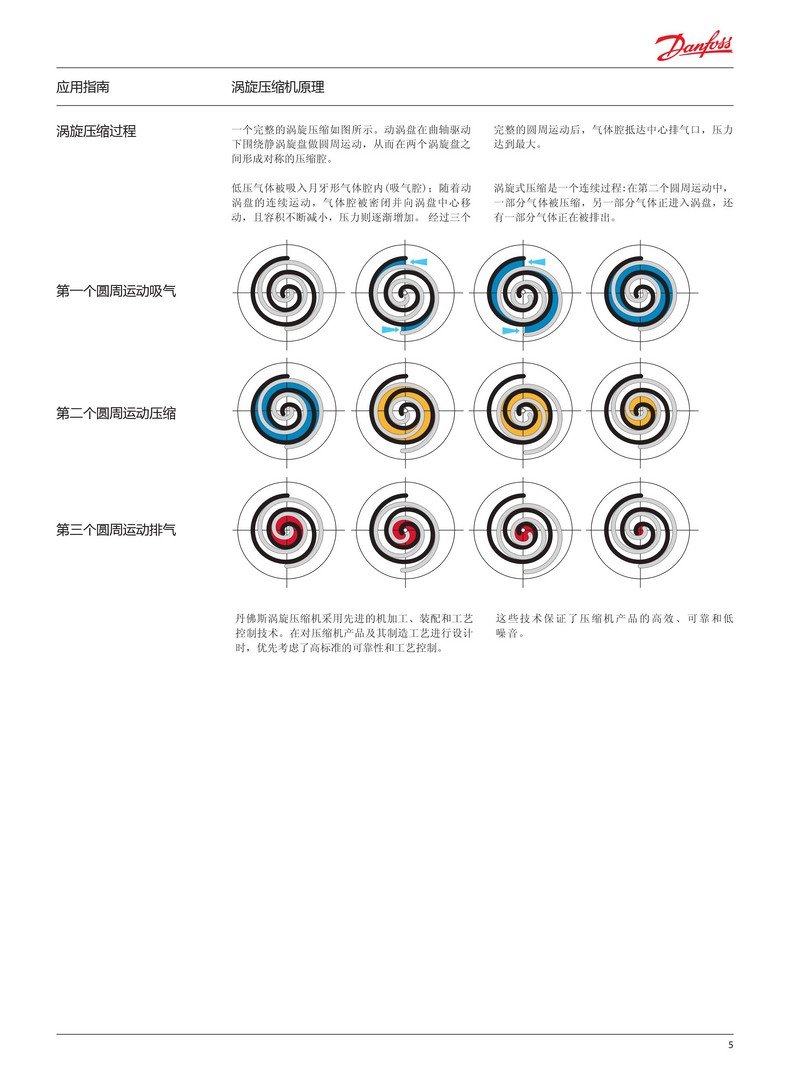 Danfoss
应用指南
涡旋压缩机原理
涡旋压缩过程
一个完整的涡旋压缩如图所示。动涡盘在曲轴驱动
下围绕静涡旋盘做圆周运动，从而在两个涡旋盘之
间形成对称的压缩腔。
低压气体被吸入月牙形气体腔内(吸气腔)；随着动
涡盘的连续运动，气体腔被密闭并向涡盘中心移
动，且容积不断减小，压力则逐渐增加。 经过三个
完整的圆周运动后，气体腔抵达中心排气口，压力
达到最大。
涡旋式压缩是一个连续过程:在第二个圆周运动中，
一部分气体被压缩，另一部分气体正进入涡盘，还
有一部分气体正在被排出。
第一个圆周运动吸气
第二个圆周运动压缩
第三个圆周运动排气
丹佛斯涡旋压缩机采用先进的机加工、装配和工艺
控制技术。在对压缩机产品及其制造工艺进行设计
时，优先考虑了高标准的可靠性和工艺控制。
这些技术保证了压缩机产品的高效、可靠和低
噪音。
5